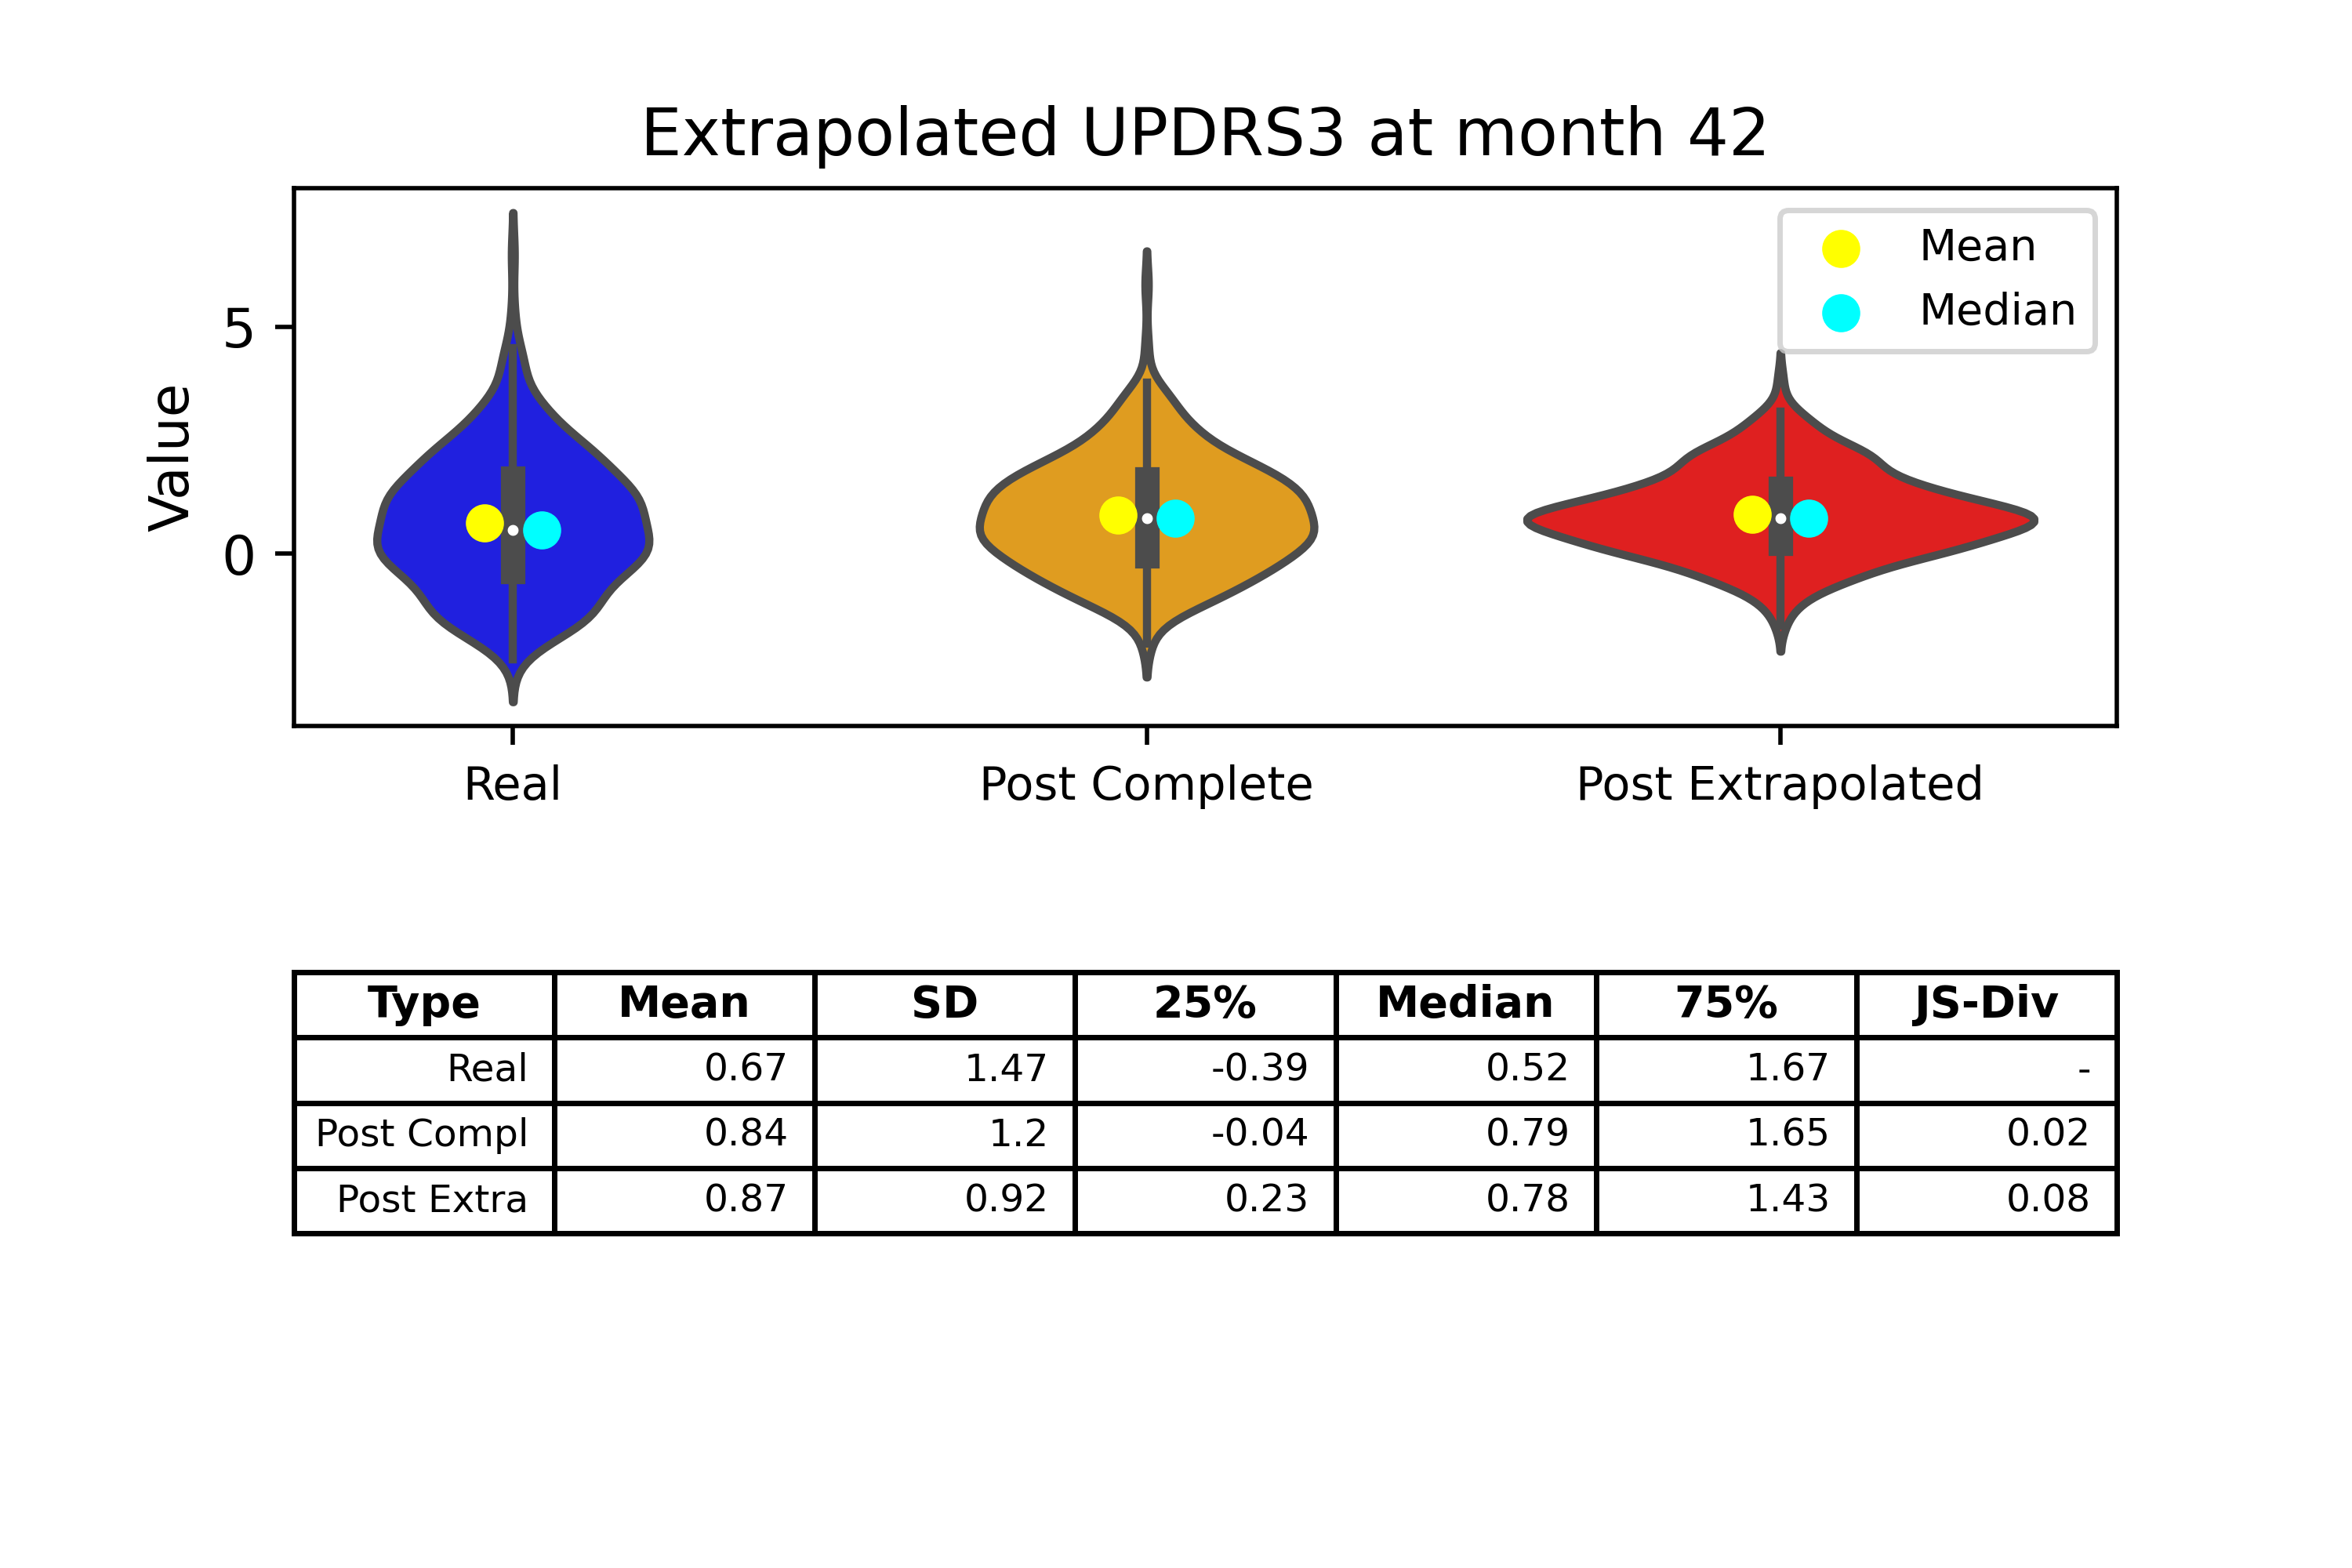 Extrapolated UPDRS3 at month 42
Mean
Median
5
0
Value
Real Post Complete Post Extrapolated
Type Mean SD 25% Median 75% JS-Div
Real 0.67 1.47 -0.39 0.52 1.67 -
Post Compl 0.84 1.2 -0.04 0.79 1.65 0.02
Post Extra 0.87 0.92 0.23 0.78 1.43 0.08